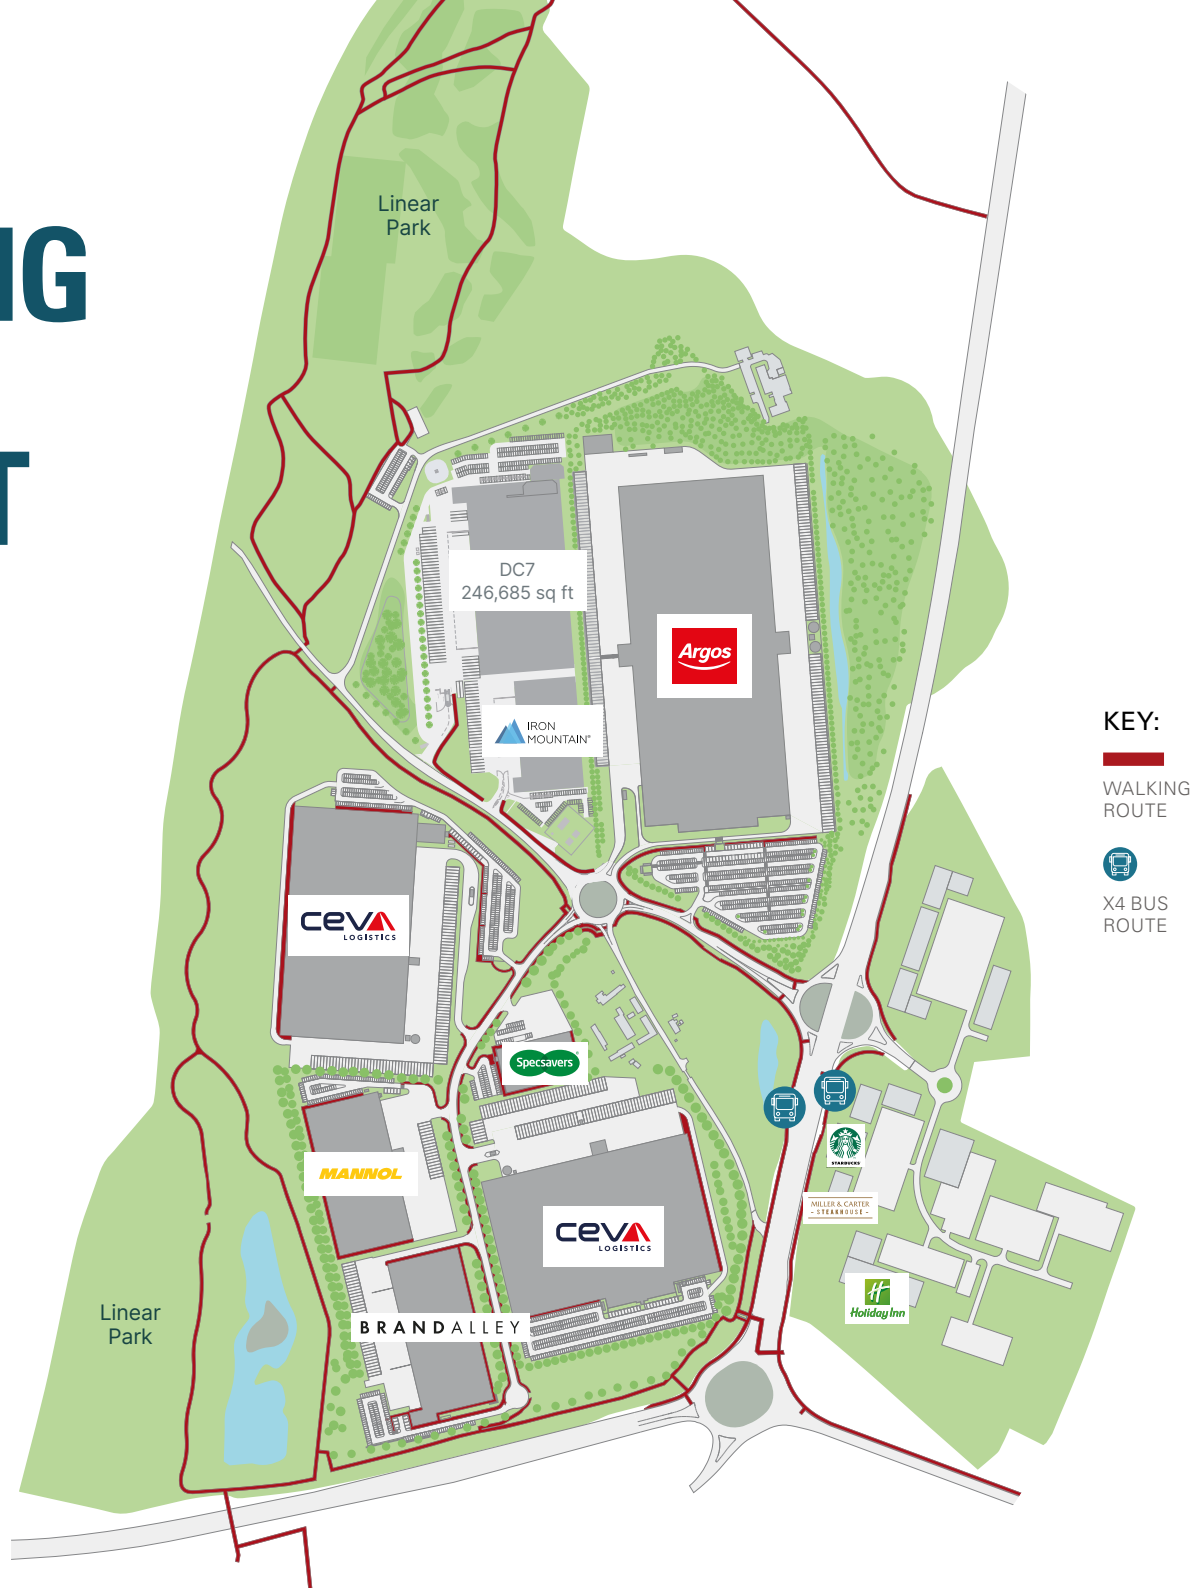 NG
T
Linear
Park
DC7
246,685 sq ft
Argos
IRON
MOUNTAIN®
KEY:
WALKING
ROUTE
X4 BUS
ROUTE
CEVA
LOGISTICS
Specsavers
STARBUCKS
MANNOL
MILLER & CARTER
- STEAKHOUSE -
CEVA
LOGISTICS
H
Holiday Inn
Linear
Park
BRANDALLEY